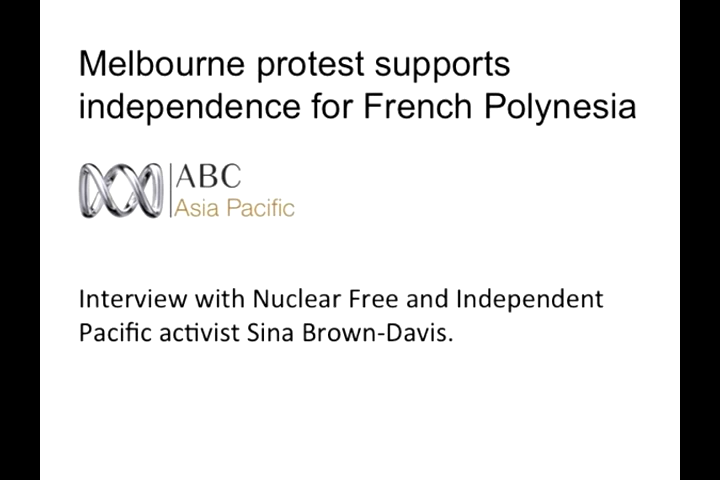 Melbourne protest supports
independence for French Polynesia
ABC
Asia Pacific
Interview with Nuclear Free and Independent
Pacific activist Sina Brown-Davis.